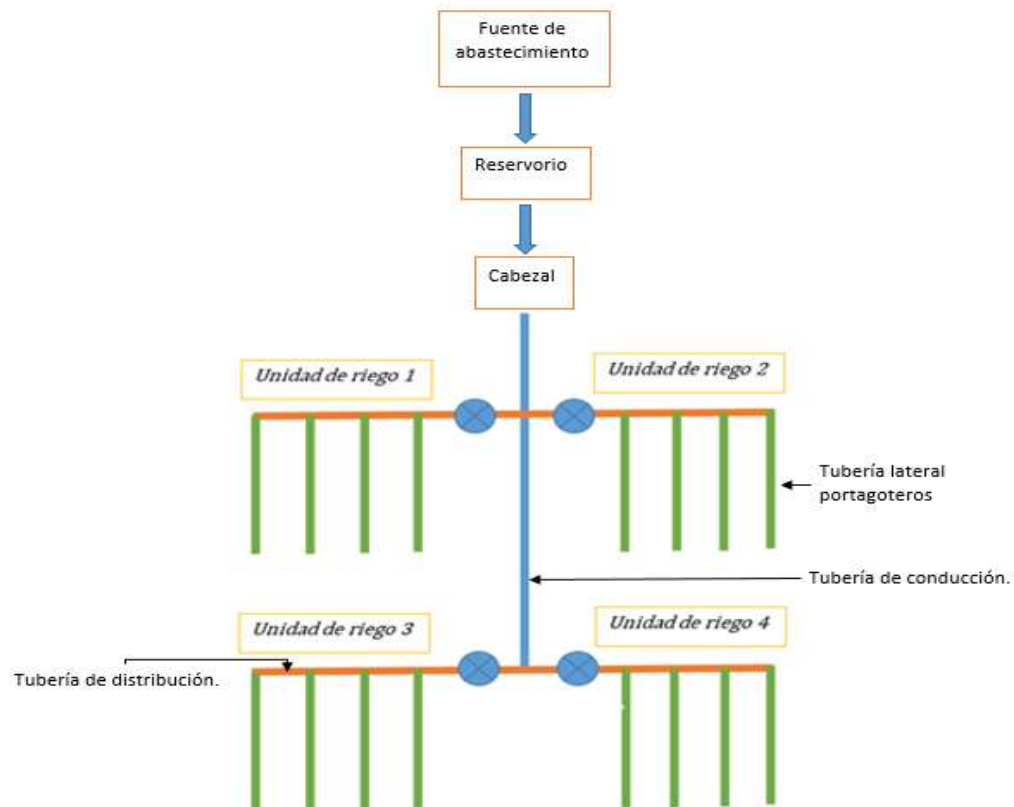 Fuente de
abastecimiento
Reservorio
Cabezal
Unidad de riego 1
Unidad de riego 2
Tubería lateral
portagoteros
Tubería de conducción.
Unidad de riego 3
Unidad de riego 4
Tubería de distribución.